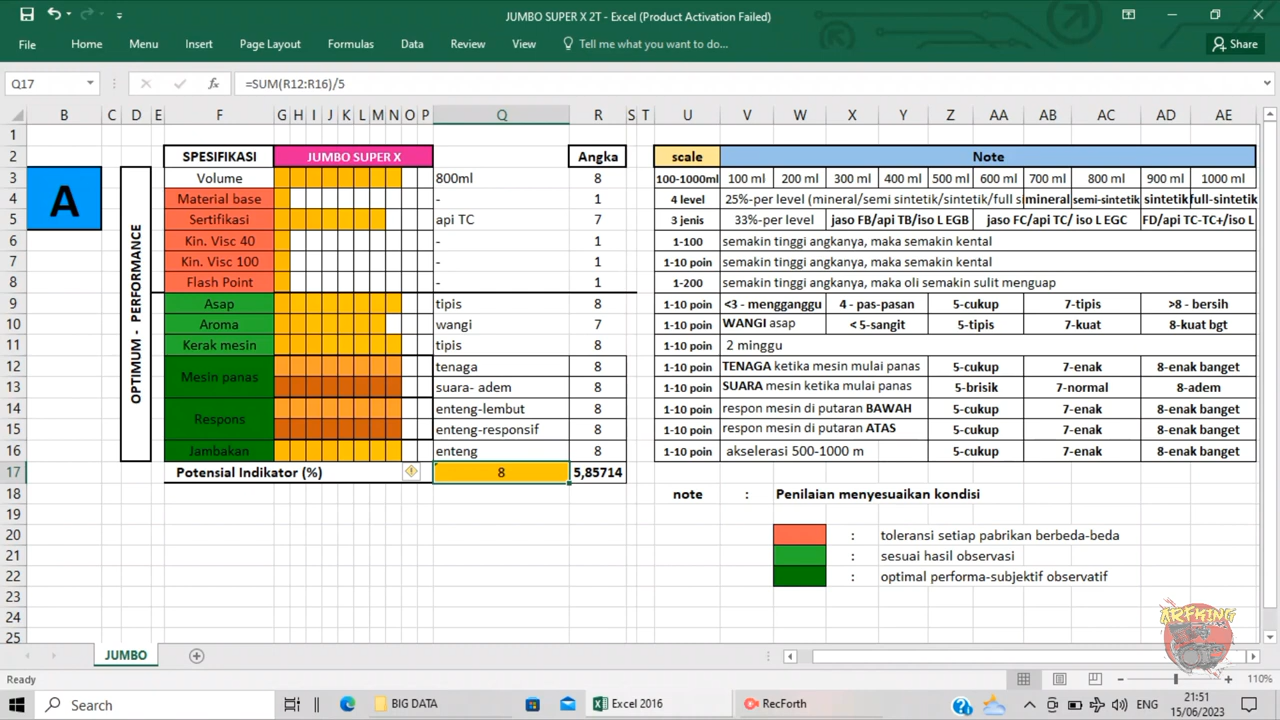 JUMBO SUPER X 2T - Excel (Product Activation Failed)
File Home Menu Insert Page Layout Formulas Data Review View Tell me what you want to do... Share
Q17 fx =SUM(R12:R16)/5
B C D E F G H I J K L M N O P Q R S T U V W X Y Z AA AB AC AD AE
1
2 SPESIFIKASI JUMBO SUPER X Angka scale Note
3 Volume 800ml 8 100-1000ml 100 ml 200 ml 300 ml 400 ml 500 ml 600 ml 700 ml 800 ml 900 ml 1000 ml
A
4 Material base - 1 4 level 25%-per level (mineral/semi sintetik/sintetik/full si mineral semi-sintetik sintetik full-sintetik
5 Sertifikasi api TC 7 3 jenis 33%-per level jaso FB/api TB/iso L EGB jaso FC/api TC/ iso L EGC FD/api TC-TC+/iso L
6 Kin. Visc 40 - 1 1-100 semakin tinggi angkanya, maka semakin kental
7 Kin. Visc 100 - 1 1-10 poin semakin tinggi angkanya, maka semakin kental
8 Flash Point - 1 1-200 semakin tinggi angkanya, maka oli semakin sulit menguap
OPTIMUM - PERFORMANCE
9 Asap tipis 8 1-10 poin <3 - mengganggu 4 - pas-pasan 5-cukup 7-tipis >8 - bersih
10 Aroma wangi 7 1-10 poin WANGI asap < 5-sangit 5-tipis 7-kuat 8-kuat bgt
11 Kerak mesin tipis 8 1-10 poin 2 minggu
12 Mesin panas tenaga 8 1-10 poin TENAGA ketika mesin mulai panas 5-cukup 7-enak 8-enak banget
13 suara- adem 8 1-10 poin SUARA mesin ketika mulai panas 5-brisik 7-normal 8-adem
14 Respons enteng-lembut 8 1-10 poin respon mesin di putaran BAWAH 5-cukup 7-enak 8-enak banget
15 enteng-responsif 8 1-10 poin respon mesin di putaran ATAS 5-cukup 7-enak 8-enak banget
16 Jambakan enteng 8 1-10 poin akselerasi 500-1000 m 5-cukup 7-enak 8-enak banget
17 Potensial Indikator (%) 8 5,85714
18 note : Penilaian menyesuaikan kondisi
19
20 : toleransi setiap pabrikan berbeda-beda
21 : sesuai hasil observasi
22 : optimal performa-subjektif observatif
23
24
25
ARFKING
JUMBO
Ready 110%
Search BIG DATA Excel 2016 RecForth ENG 21:51
15/06/2023